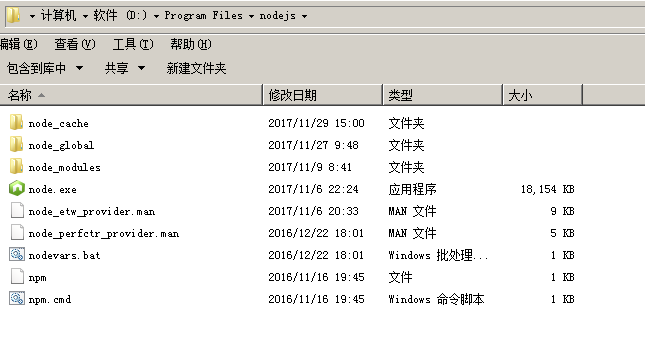 计算机 软件 (D:) Program Files nodejs
编辑(E) 查看(V) 工具(T) 帮助(H)
包含到库中 共享 新建文件夹
名称 修改日期 类型 大小
node_cache 2017/11/29 15:00 文件夹
node_global 2017/11/27 9:48 文件夹
node_modules 2017/11/9 8:41 文件夹
node.exe 2017/11/6 22:24 应用程序 18,154 KB
node_etw_provider.man 2017/11/6 20:33 MAN 文件 9 KB
node_perfctr_provider.man 2016/12/22 18:01 MAN 文件 5 KB
nodevars.bat 2016/12/22 18:01 Windows 批处理... 1 KB
npm 2016/11/16 19:45 文件 1 KB
npm.cmd 2016/11/16 19:45 Windows 命令脚本 1 KB